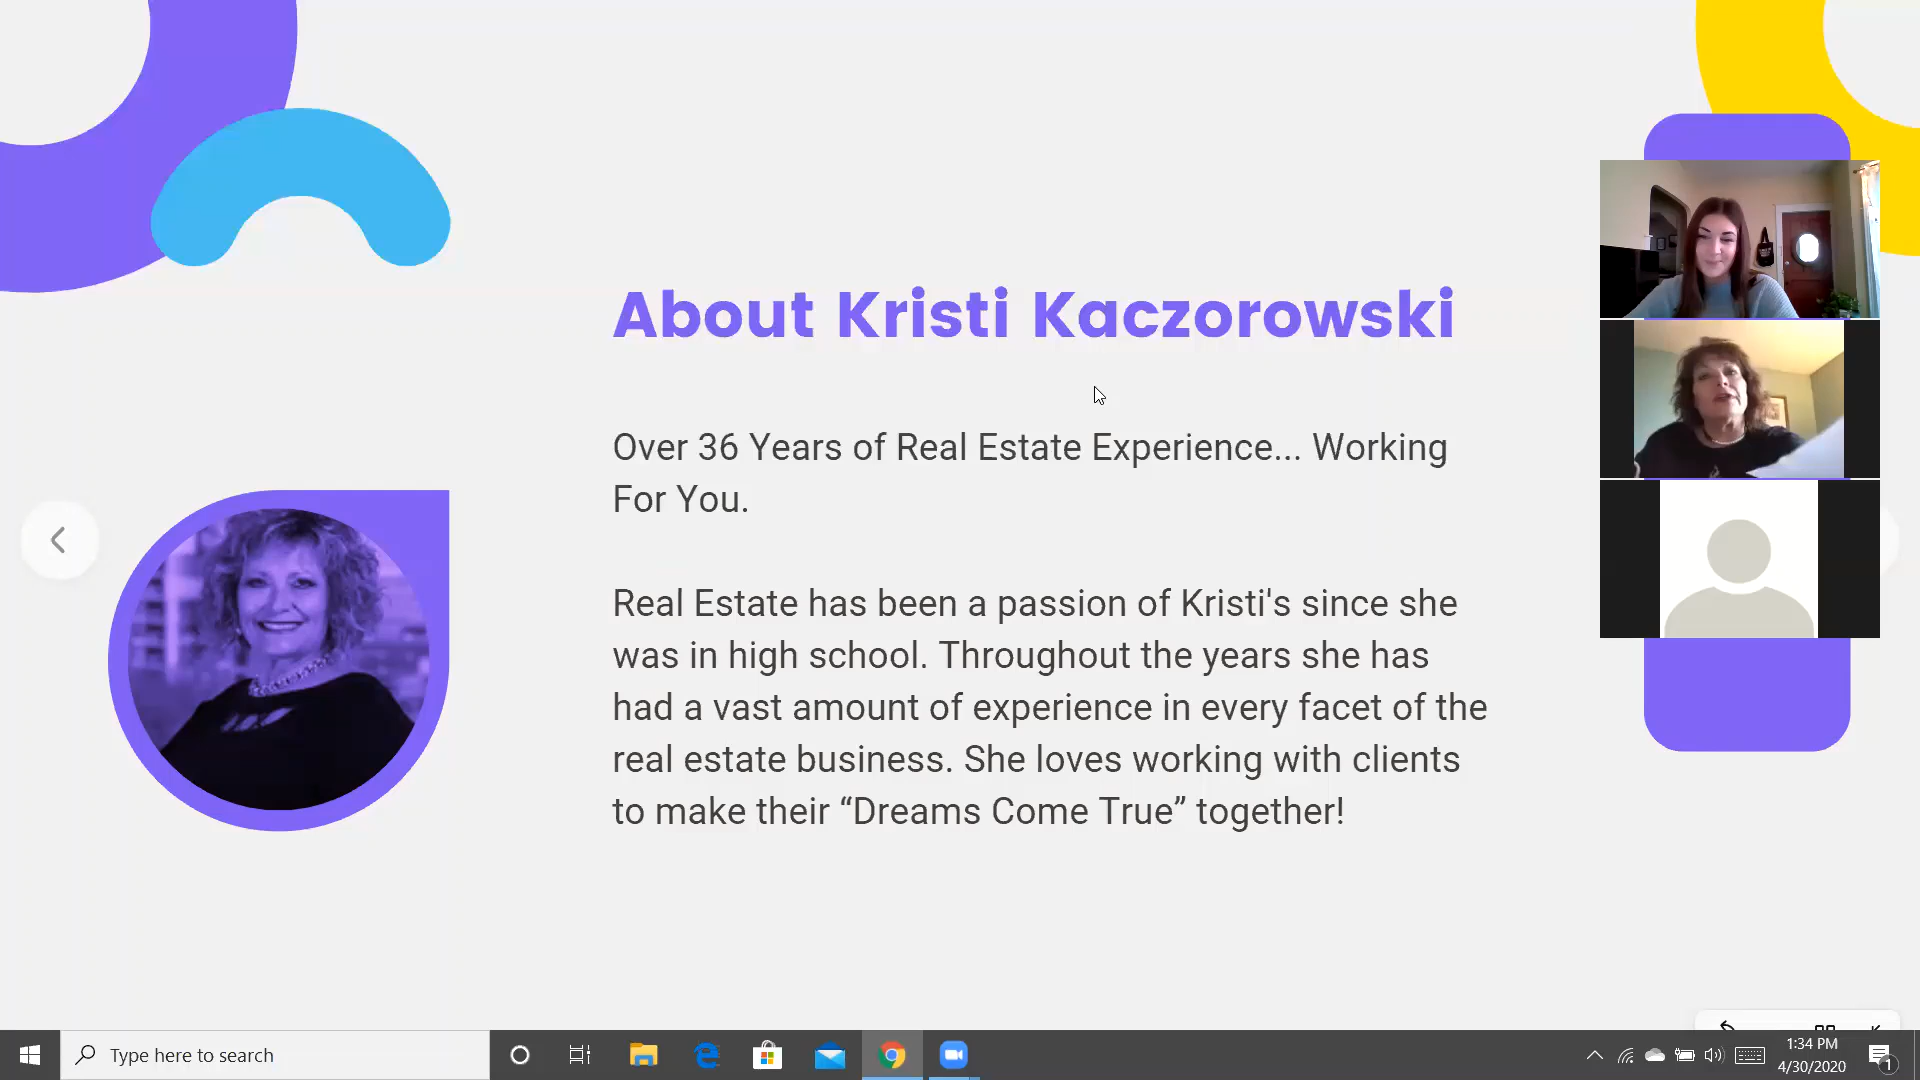 About Kristi Kaczorowski
Over 36 Years of Real Estate Experience... Working
For You.
Real Estate has been a passion of Kristi's since she
was in high school. Throughout the years she has
had a vast amount of experience in every facet of the
real estate business. She loves working with clients
to make their “Dreams Come True” together!
Type here to search
1:34 PM
4/30/2020
1